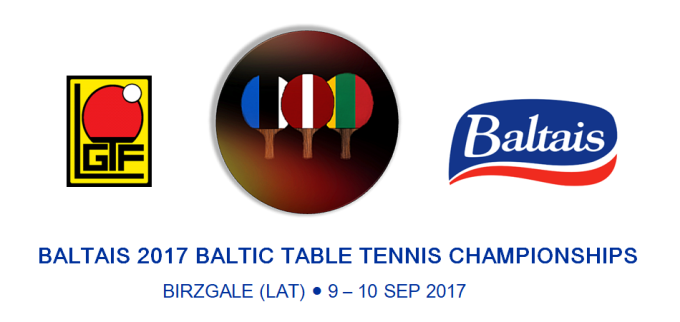 LGTF
Baltais
BALTAIS 2017 BALTIC TABLE TENNIS CHAMPIONSHIPS
BIRZGALE (LAT) ● 9 – 10 SEP 2017